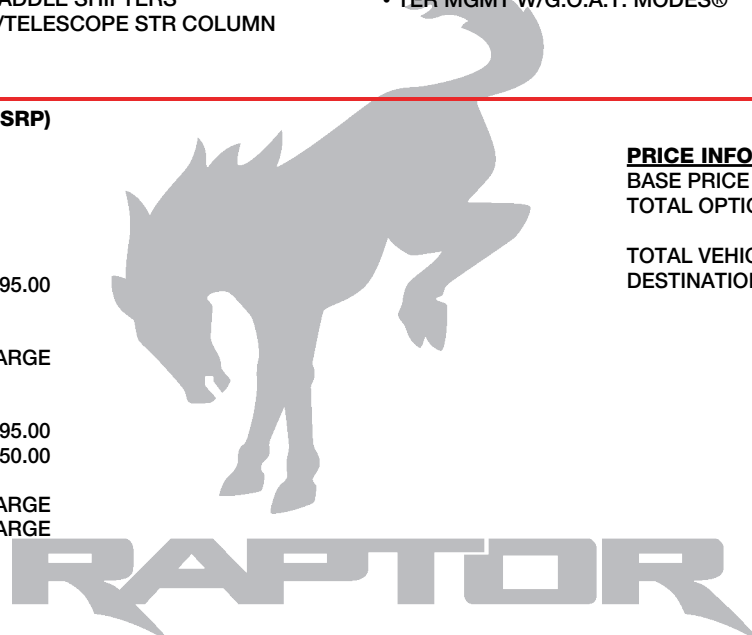 ADDLE SHIFTERS
/TELESCOPE STR COLUMN
• TER MGMT W/G.O.A.T. MODES®
SRP)
95.00
ARGE
95.00
50.00
ARGE
ARGE
PRICE INFO
BASE PRICE
TOTAL OPTIO
TOTAL VEHIC
DESTINATION
RAPTOR